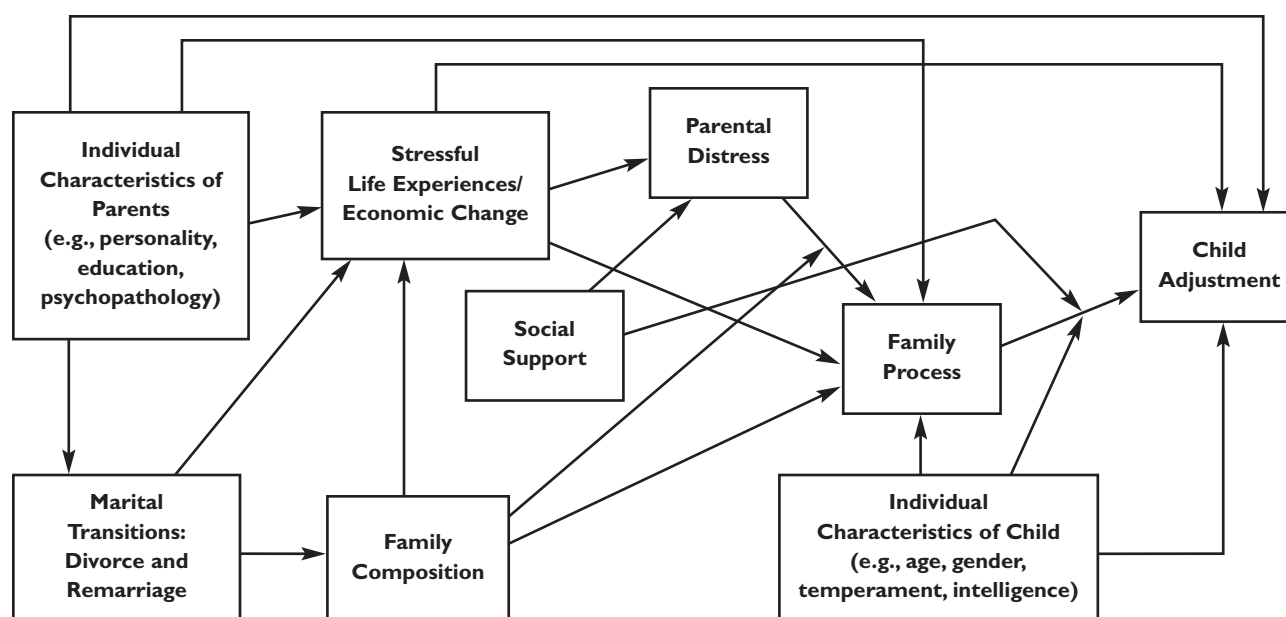 Individual
Characteristics of
Parents
(e.g., personality,
education,
psychopathology)
Stressful
Life Experiences/
Economic Change
Parental
Distress
Social
Support
Child
Adjustment
Family
Process
Marital
Transitions:
Divorce and
Remarriage
Family
Composition
Individual
Characteristics of Child
(e.g., age, gender,
temperament, intelligence)